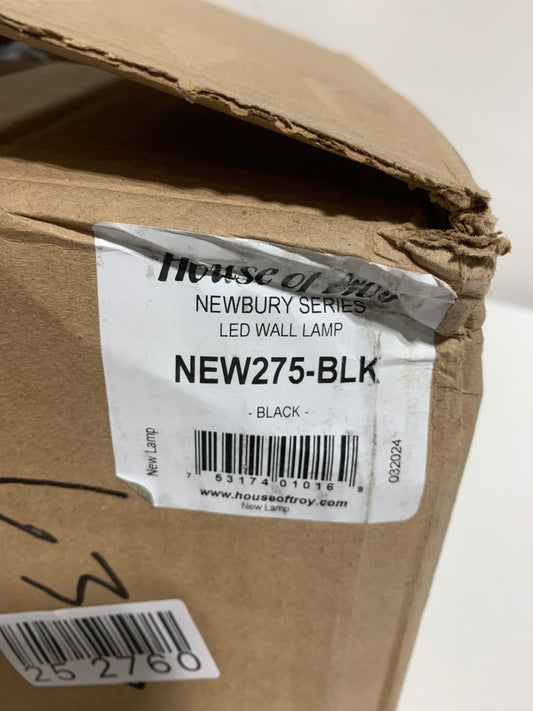 House of Troy
NEWBURY SERIES
LED WALL LAMP
NEW275-BLK
- BLACK -
New Lamp
032024
7 53174 01016 9
www.houseoftroy.com
New Lamp
63
25 2760